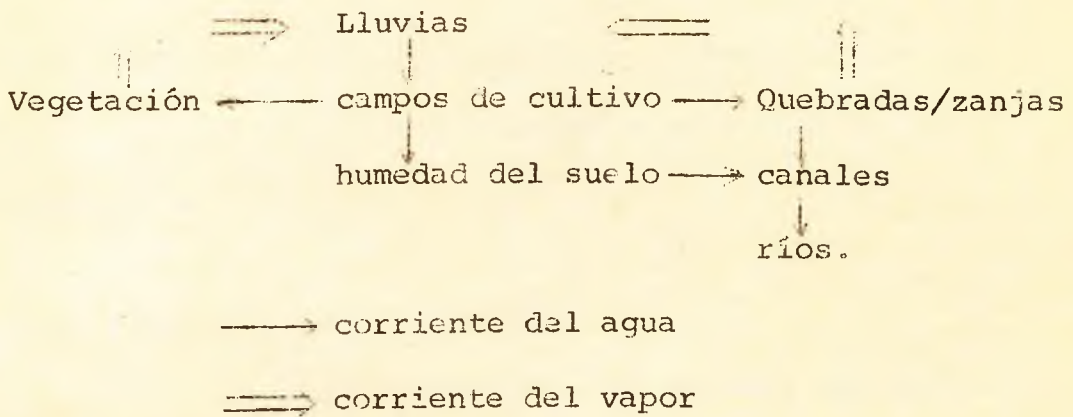 Lluvias
Vegetación campos de cultivo Quebradas/zanjas
humedad del suelo canales
ríos.
corriente del agua
corriente del vapor